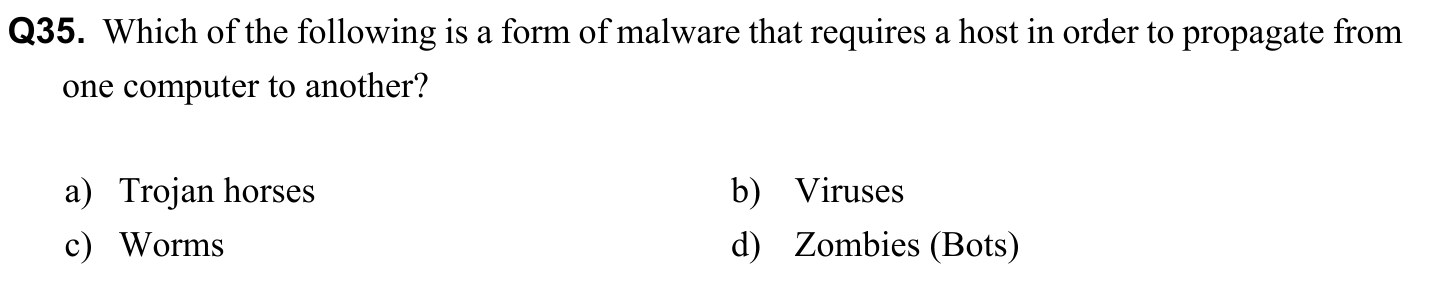 Q35. Which of the following is a form of malware that requires a host in order to propagate from
one computer to another?
a) Trojan horses b) Viruses
c) Worms d) Zombies (Bots)